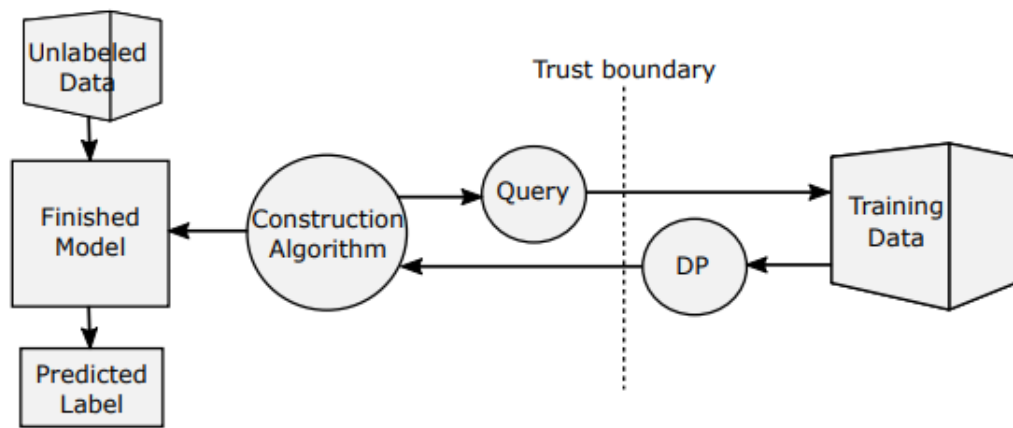 Unlabeled
Data
Trust boundary
Finished
Model
Construction
Algorithm
Query
DP
Training
Data
Predicted
Label